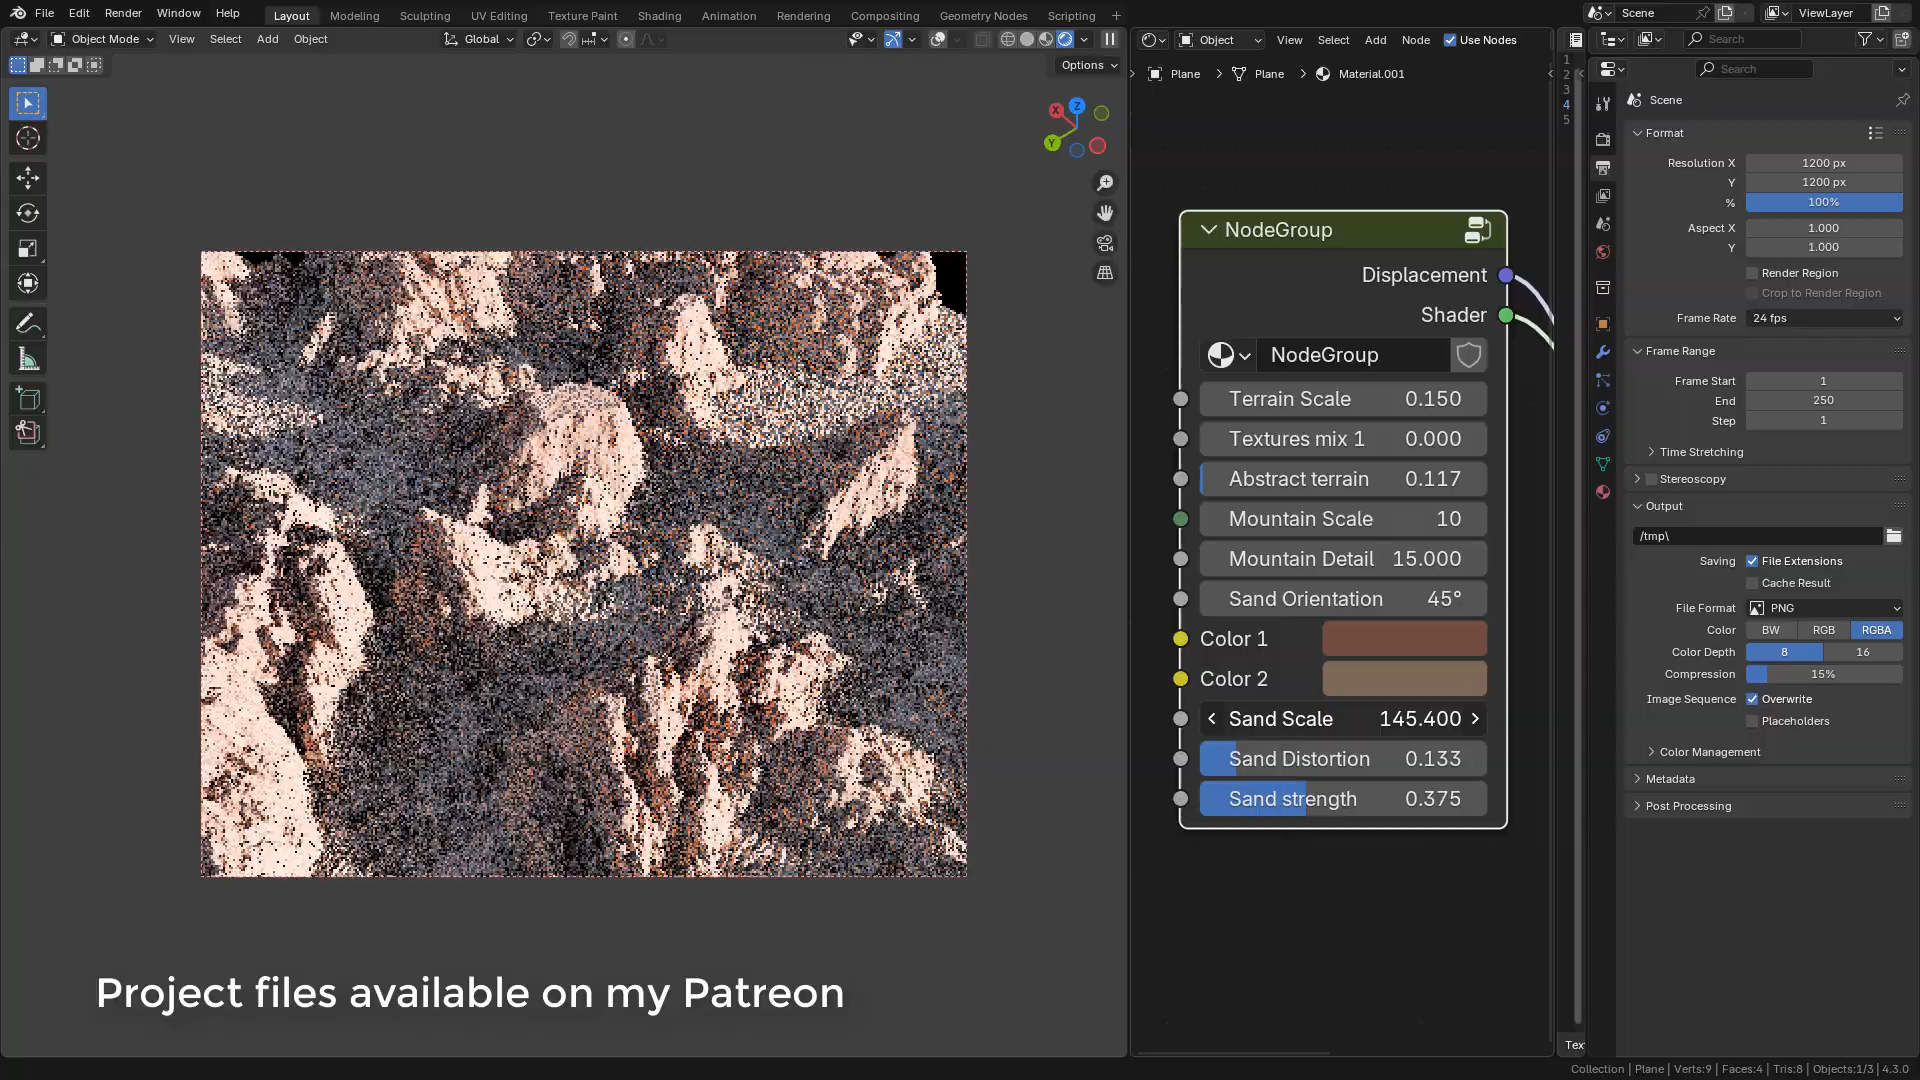 File Edit Render Window Help
Layout Modeling Sculpting UV Editing Texture Paint Shading Animation Rendering Compositing Geometry Nodes Scripting
Scene
ViewLayer
Object Mode View Select Add Object
Global
Object View Select Add Node Use Nodes
Search
Options
Plane Plane Material.001
1
2
3
4
5
Search
Scene
X
Y
Z
NodeGroup
Displacement
Shader
NodeGroup
Terrain Scale 0.150
Textures mix 1 0.000
Abstract terrain 0.117
Mountain Scale 10
Mountain Detail 15.000
Sand Orientation 45°
Color 1
Color 2
Sand Scale 145.400
Sand Distortion 0.133
Sand strength 0.375
Format
Resolution X 1200 px
Y 1200 px
% 100%
Aspect X 1.000
Y 1.000
Render Region
Crop to Render Region
Frame Rate 24 fps
Frame Range
Frame Start 1
End 250
Step 1
Time Stretching
Stereoscopy
Output
/tmp\
Saving File Extensions
Cache Result
File Format PNG
Color BW RGB RGBA
Color Depth 8 16
Compression 15%
Image Sequence Overwrite
Placeholders
Color Management
Metadata
Post Processing
Project files available on my Patreon
Tex
Collection | Plane | Verts:9 | Faces:4 | Tris:8 | Objects:1/3 | 4.3.0